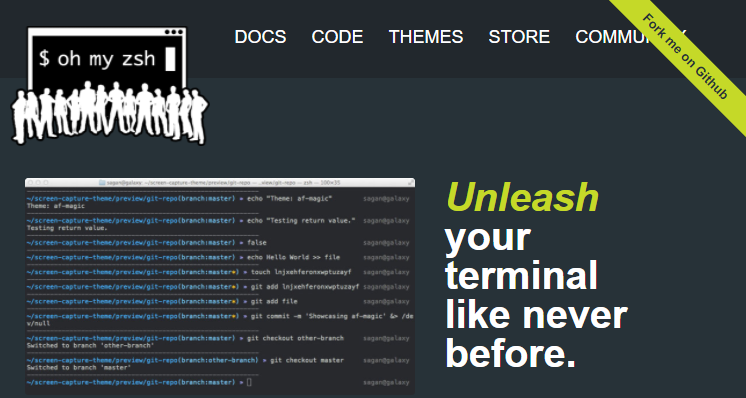 $ oh my zsh
DOCS CODE THEMES STORE COMMUNITY
Fork me on Github
sagan@galaxy: ~/screen-capture-theme/preview/git-repo — ..view/git-repo — zsh — 100×35
~/screen-capture-theme/preview/git-repo(branch:master) » echo "Theme: af-magic" sagan@galaxy
Theme: af-magic
~/screen-capture-theme/preview/git-repo(branch:master) » echo "Testing return value." sagan@galaxy
Testing return value.
~/screen-capture-theme/preview/git-repo(branch:master) » false sagan@galaxy
~/screen-capture-theme/preview/git-repo(branch:master) » echo Hello World >> file sagan@galaxy
~/screen-capture-theme/preview/git-repo(branch:master*) » touch lnjxehferonxwptuzayf sagan@galaxy
~/screen-capture-theme/preview/git-repo(branch:master*) » git add lnjxehferonxwptuzayf sagan@galaxy
~/screen-capture-theme/preview/git-repo(branch:master*) » git add file sagan@galaxy
~/screen-capture-theme/preview/git-repo(branch:master*) » git commit -m 'Showcasing af-magic' &> /de
v/null
~/screen-capture-theme/preview/git-repo(branch:master) » git checkout other-branch sagan@galaxy
Switched to branch 'other-branch'
~/screen-capture-theme/preview/git-repo(branch:other-branch) » git checkout master sagan@galaxy
Switched to branch 'master'
~/screen-capture-theme/preview/git-repo(branch:master) » sagan@galaxy
Unleash
your
terminal
like never
before.